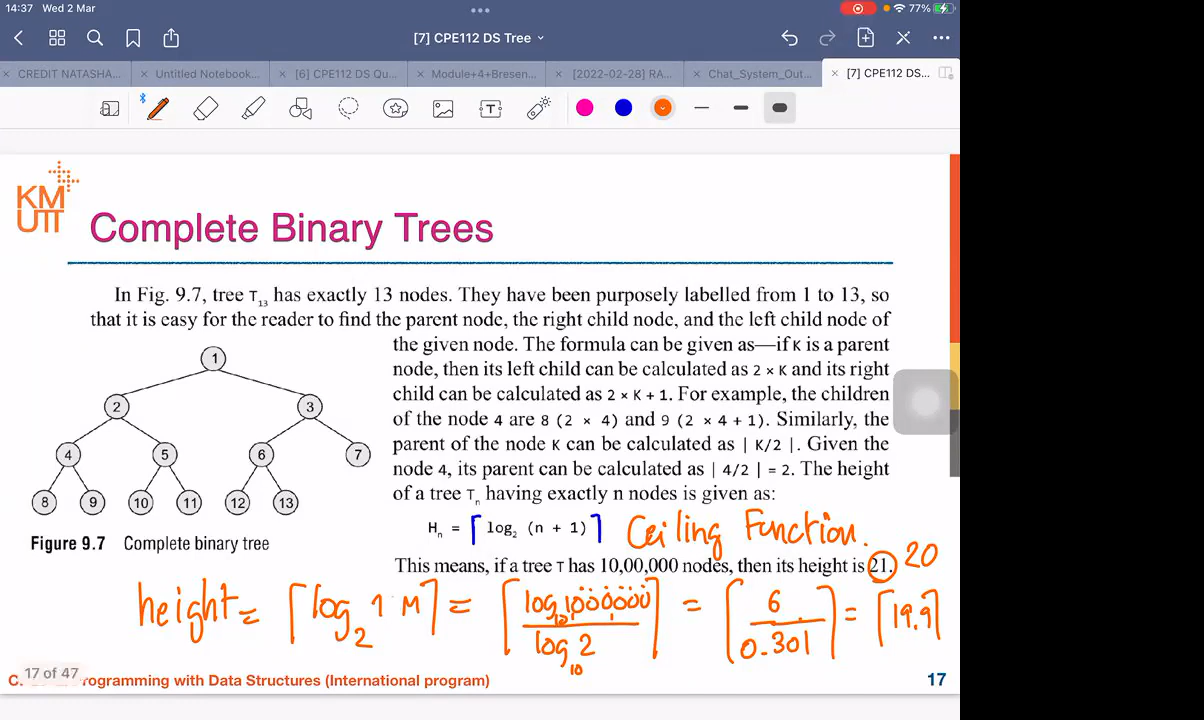 14:37 Wed 2 Mar
77%
[7] CPE112 DS Tree
CREDIT NATASHA...
Untitled Notebook...
[6] CPE112 DS Qu...
Module+4+Bresen...
[2022-02-28] RA...
Chat_System_Out...
[7] CPE112 DS...
KM
UTT
Complete Binary Trees
In Fig. 9.7, tree T13 has exactly 13 nodes. They have been purposely labelled from 1 to 13, so
that it is easy for the reader to find the parent node, the right child node, and the left child node of
the given node. The formula can be given as—if K is a parent
node, then its left child can be calculated as 2 × K and its right
child can be calculated as 2 × K + 1. For example, the children
of the node 4 are 8 (2 × 4) and 9 (2 × 4 + 1). Similarly, the
parent of the node K can be calculated as | K/2 |. Given the
node 4, its parent can be calculated as | 4/2 | = 2. The height
of a tree Tn having exactly n nodes is given as:
1
2 3
4 5 6 7
8 9 10 11 12 13
Figure 9.7 Complete binary tree
Hn = ⌈ log2 (n + 1) ⌉ Ceiling Function.
This means, if a tree T has 10,00,000 nodes, then its height is 21. 20
height = ⌈log2 1 M⌉ = ⌈log10 1000000 / log10 2⌉ = ⌈6 / 0.301⌉ = ⌈19.9⌉
17 of 47
Programming with Data Structures (International program)
17